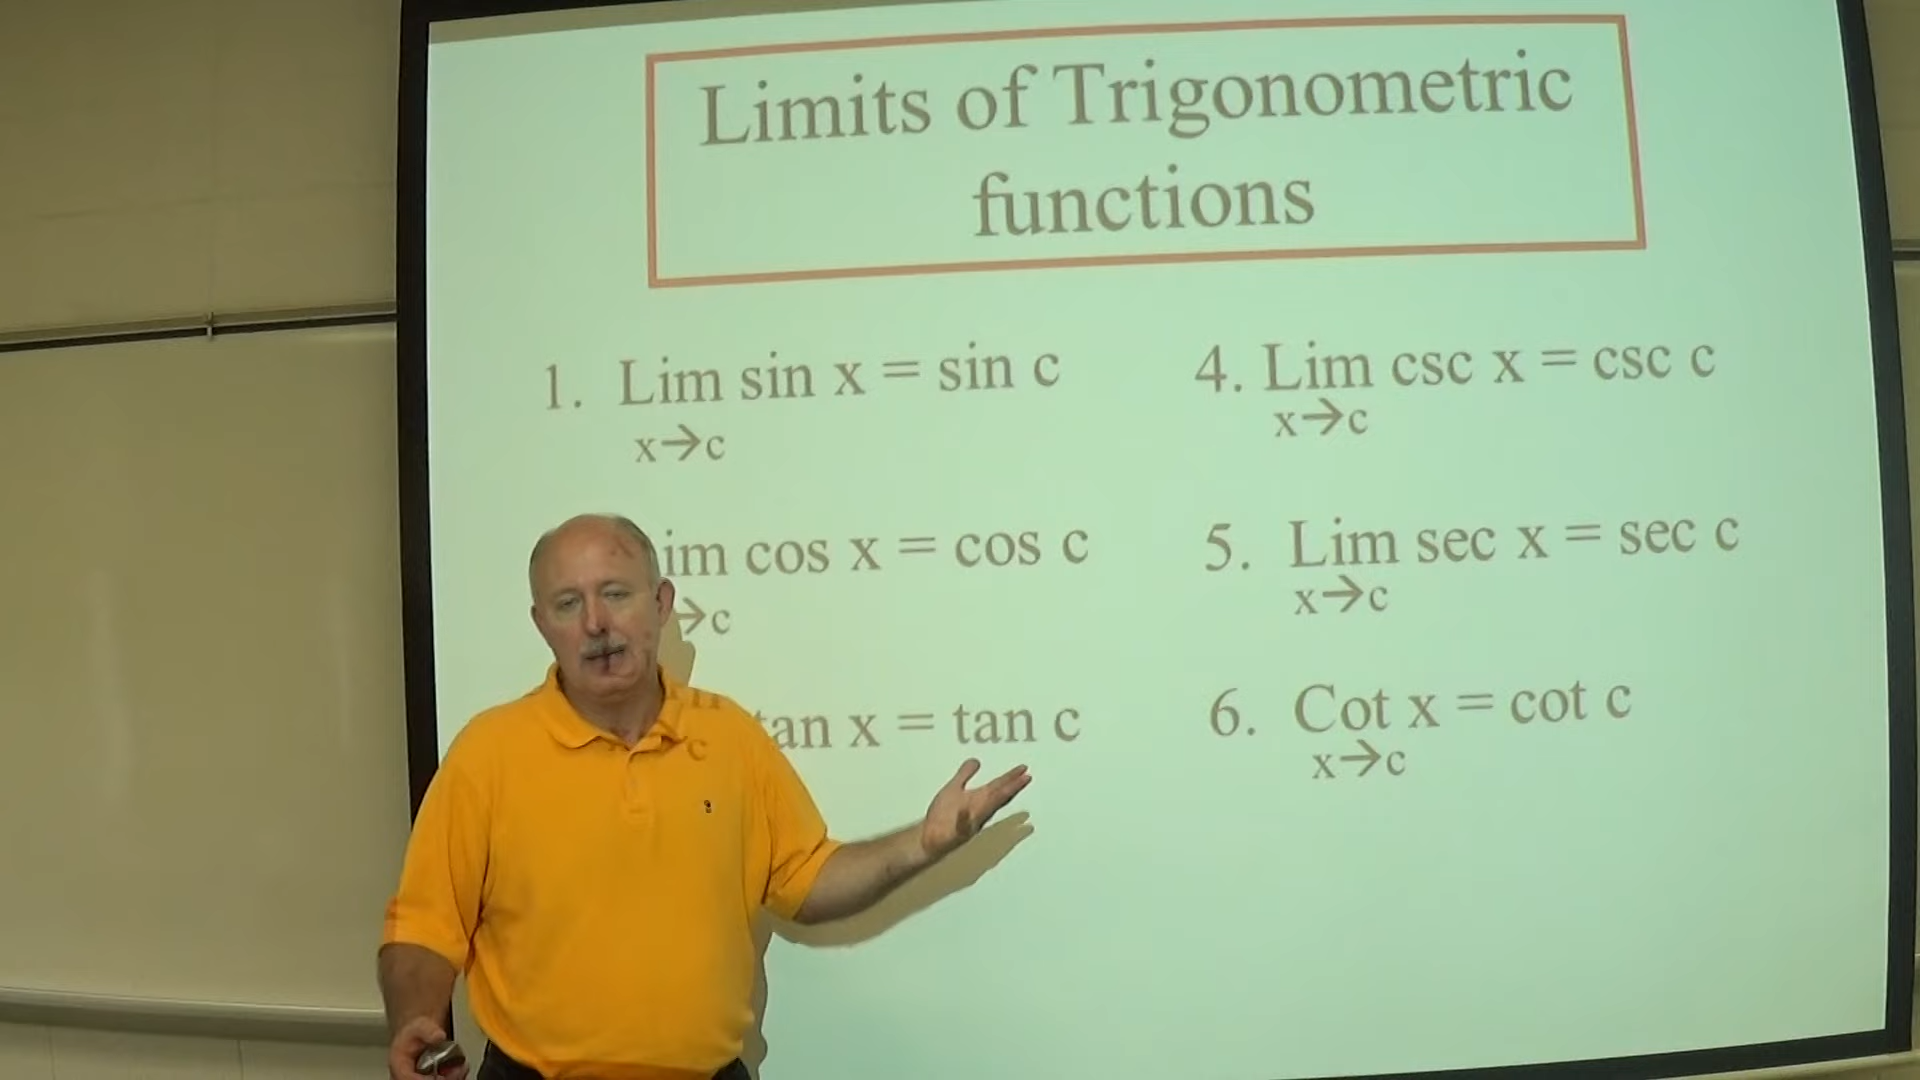 Limits of Trigonometric
functions
1. Lim sin x = sin c
x→c
im cos x = cos c
→c
tan x = tan c
c
4. Lim csc x = csc c
x→c
5. Lim sec x = sec c
x→c
6. Cot x = cot c
x→c